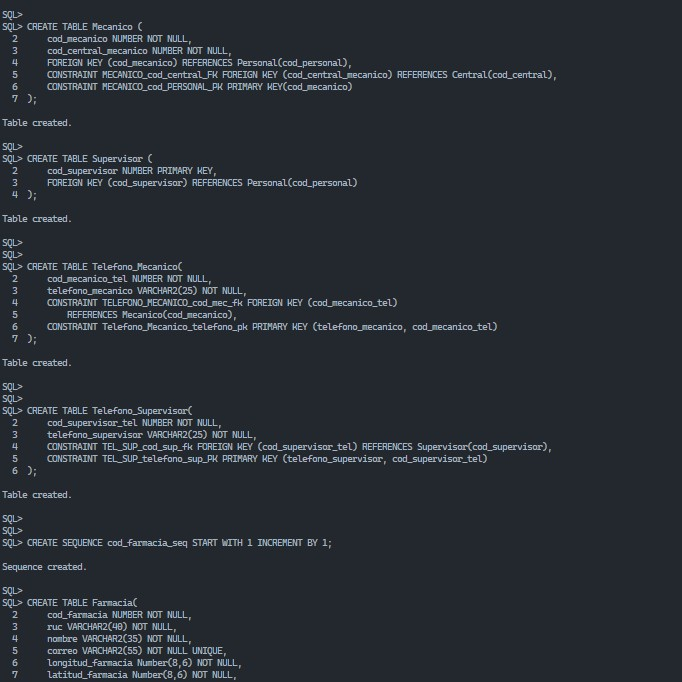 SQL>
SQL> CREATE TABLE Mecanico (
2 cod_mecanico NUMBER NOT NULL,
3 cod_central_mecanico NUMBER NOT NULL,
4 FOREIGN KEY (cod_mecanico) REFERENCES Personal(cod_personal),
5 CONSTRAINT MECANICO_cod_central_FK FOREIGN KEY (cod_central_mecanico) REFERENCES Central(cod_central),
6 CONSTRAINT MECANICO_cod_PERSONAL_PK PRIMARY KEY(cod_mecanico)
7 );
Table created.
SQL>
SQL> CREATE TABLE Supervisor (
2 cod_supervisor NUMBER PRIMARY KEY,
3 FOREIGN KEY (cod_supervisor) REFERENCES Personal(cod_personal)
4 );
Table created.
SQL>
SQL>
SQL> CREATE TABLE Telefono_Mecanico(
2 cod_mecanico_tel NUMBER NOT NULL,
3 telefono_mecanico VARCHAR2(25) NOT NULL,
4 CONSTRAINT TELEFONO_MECANICO_cod_mec_fk FOREIGN KEY (cod_mecanico_tel)
5 REFERENCES Mecanico(cod_mecanico),
6 CONSTRAINT Telefono_Mecanico_telefono_pk PRIMARY KEY (telefono_mecanico, cod_mecanico_tel)
7 );
Table created.
SQL>
SQL>
SQL> CREATE TABLE Telefono_Supervisor(
2 cod_supervisor_tel NUMBER NOT NULL,
3 telefono_supervisor VARCHAR2(25) NOT NULL,
4 CONSTRAINT TEL_SUP_cod_sup_fk FOREIGN KEY (cod_supervisor_tel) REFERENCES Supervisor(cod_supervisor),
5 CONSTRAINT TEL_SUP_telefono_sup_PK PRIMARY KEY (telefono_supervisor, cod_supervisor_tel)
6 );
Table created.
SQL>
SQL>
SQL> CREATE SEQUENCE cod_farmacia_seq START WITH 1 INCREMENT BY 1;
Sequence created.
SQL>
SQL> CREATE TABLE Farmacia(
2 cod_farmacia NUMBER NOT NULL,
3 ruc VARCHAR2(40) NOT NULL,
4 nombre VARCHAR2(35) NOT NULL,
5 correo VARCHAR2(55) NOT NULL UNIQUE,
6 longitud_farmacia Number(8,6) NOT NULL,
7 latitud_farmacia Number(8,6) NOT NULL,